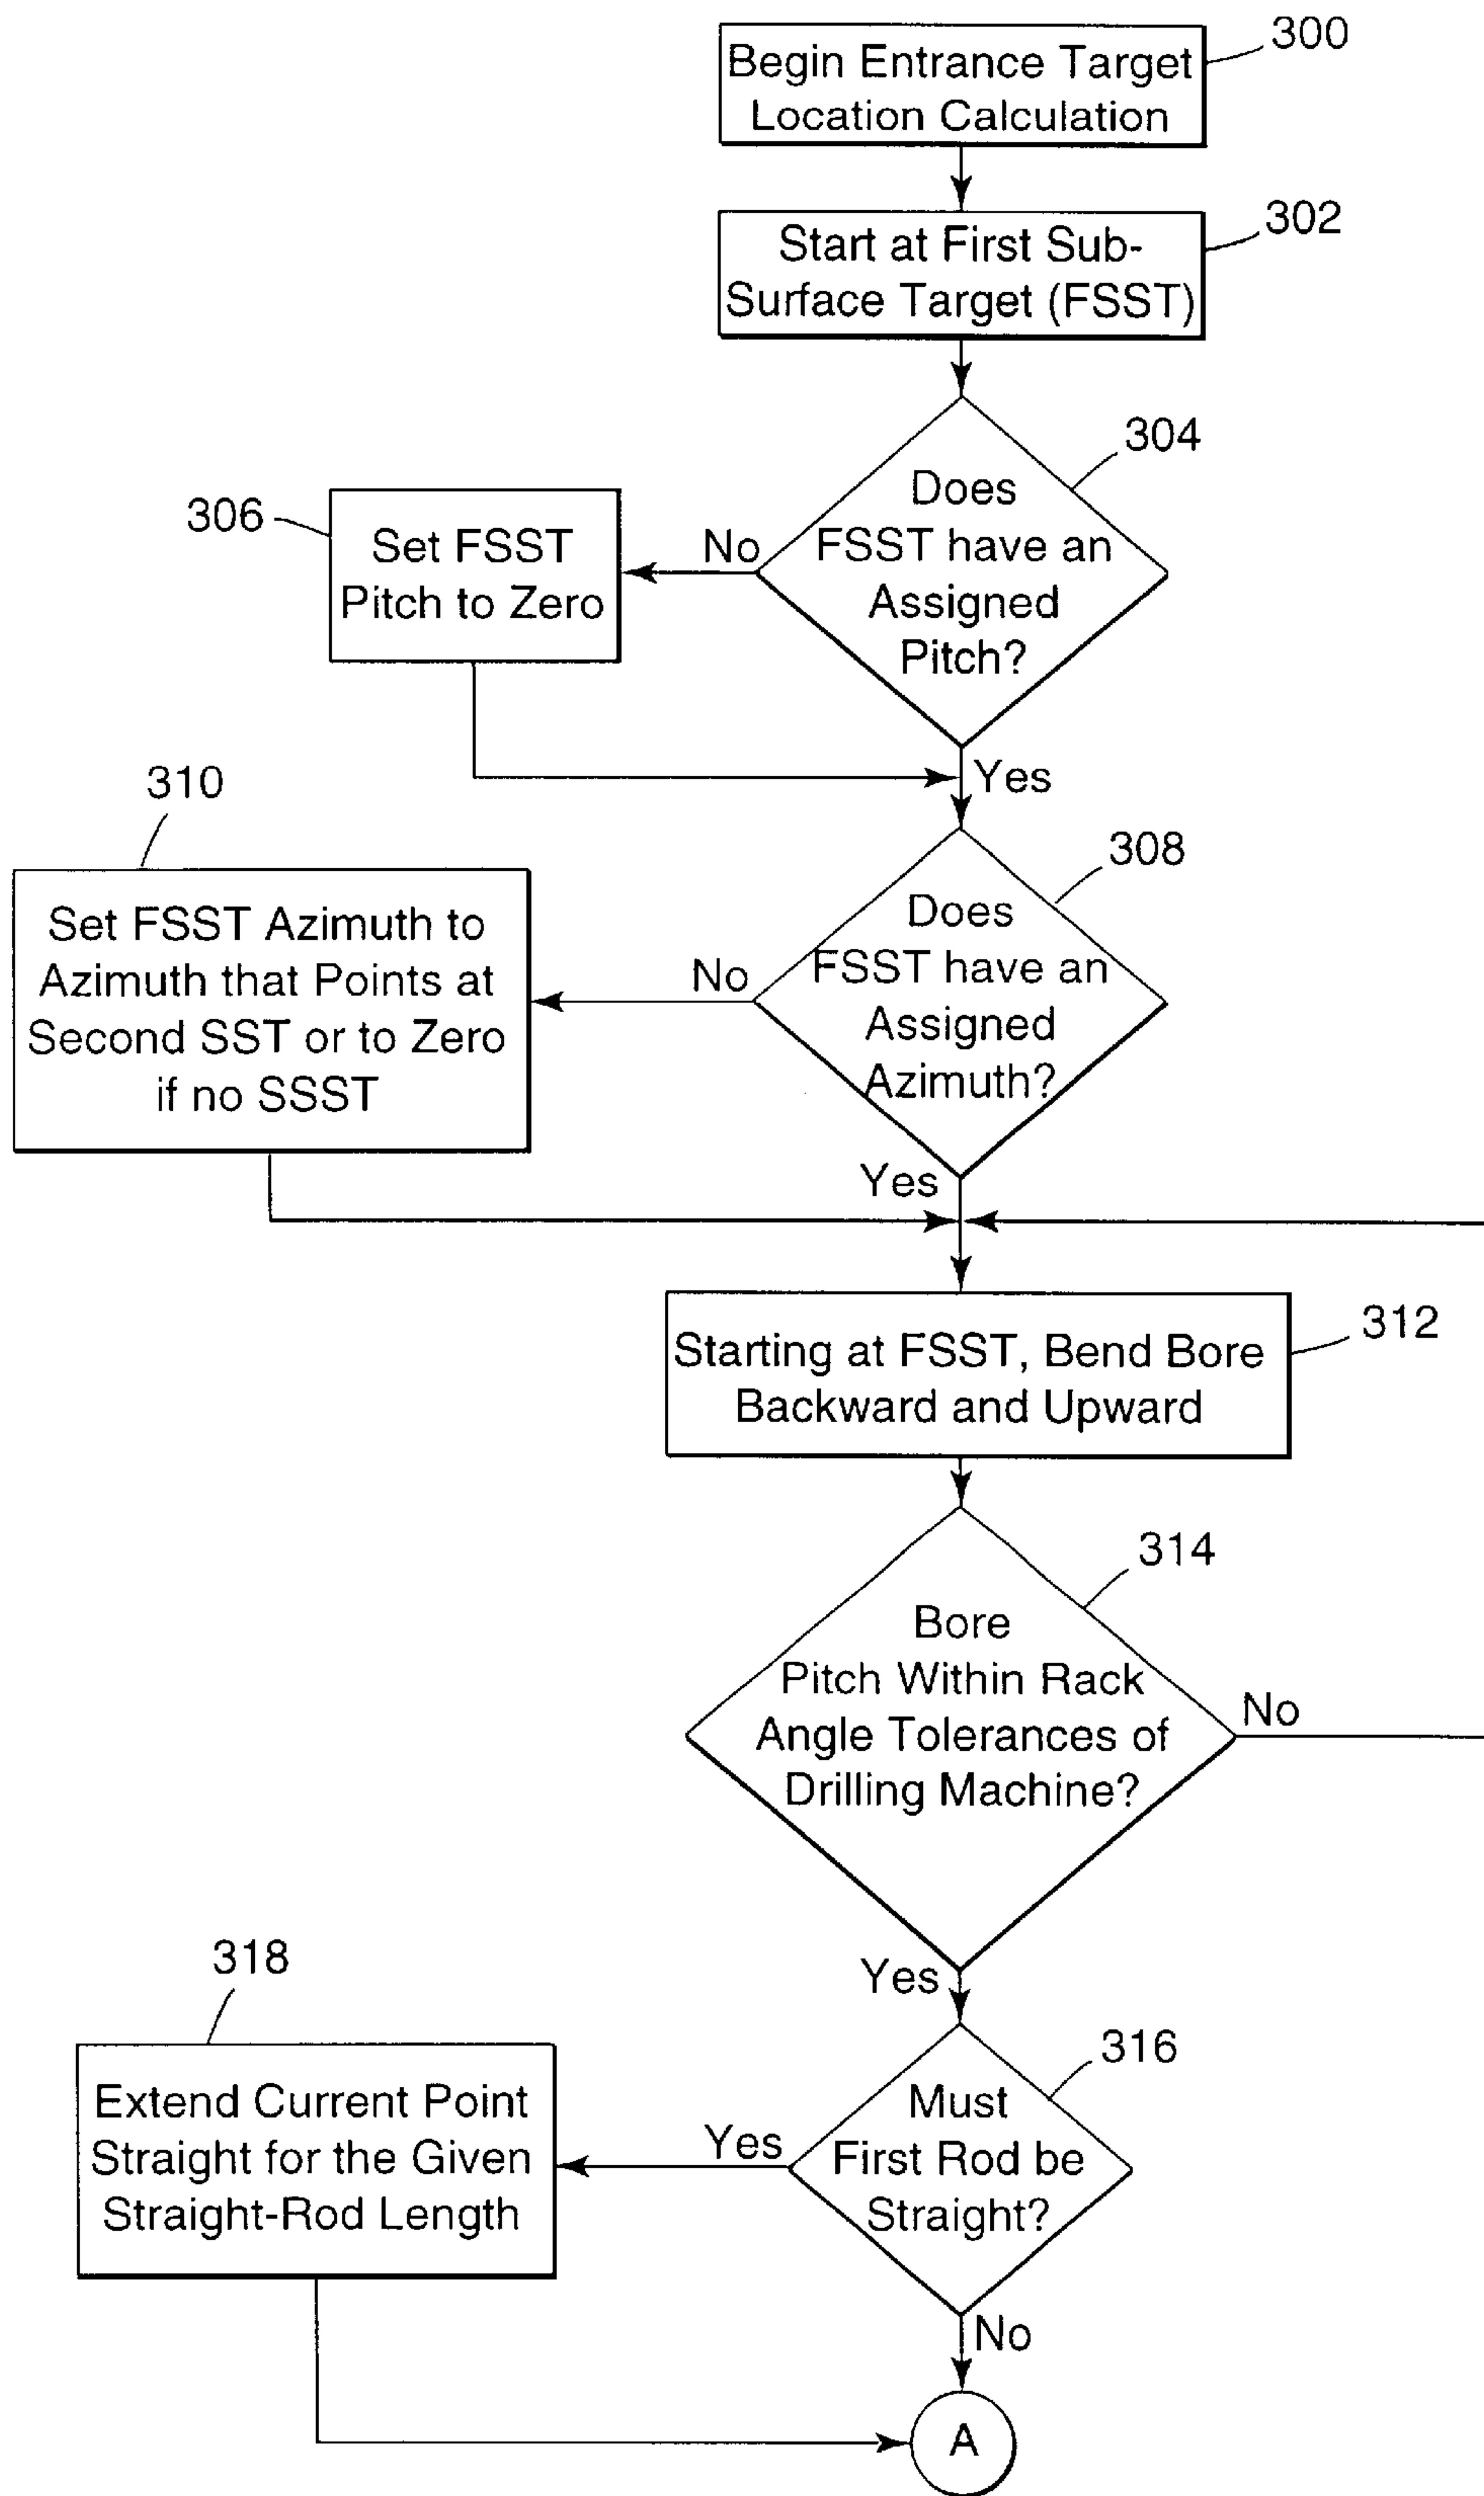 300
Begin Entrance Target
Location Calculation
302
Start at First Sub-
Surface Target (FSST)
304
Does
FSST have an
Assigned
Pitch?
No
306
Set FSST
Pitch to Zero
Yes
308
Does
FSST have an
Assigned
Azimuth?
No
310
Set FSST Azimuth to
Azimuth that Points at
Second SST or to Zero
if no SSST
Yes
312
Starting at FSST, Bend Bore
Backward and Upward
314
Bore
Pitch Within Rack
Angle Tolerances of
Drilling Machine?
No
Yes
316
Must
First Rod be
Straight?
Yes
318
Extend Current Point
Straight for the Given
Straight-Rod Length
No
A